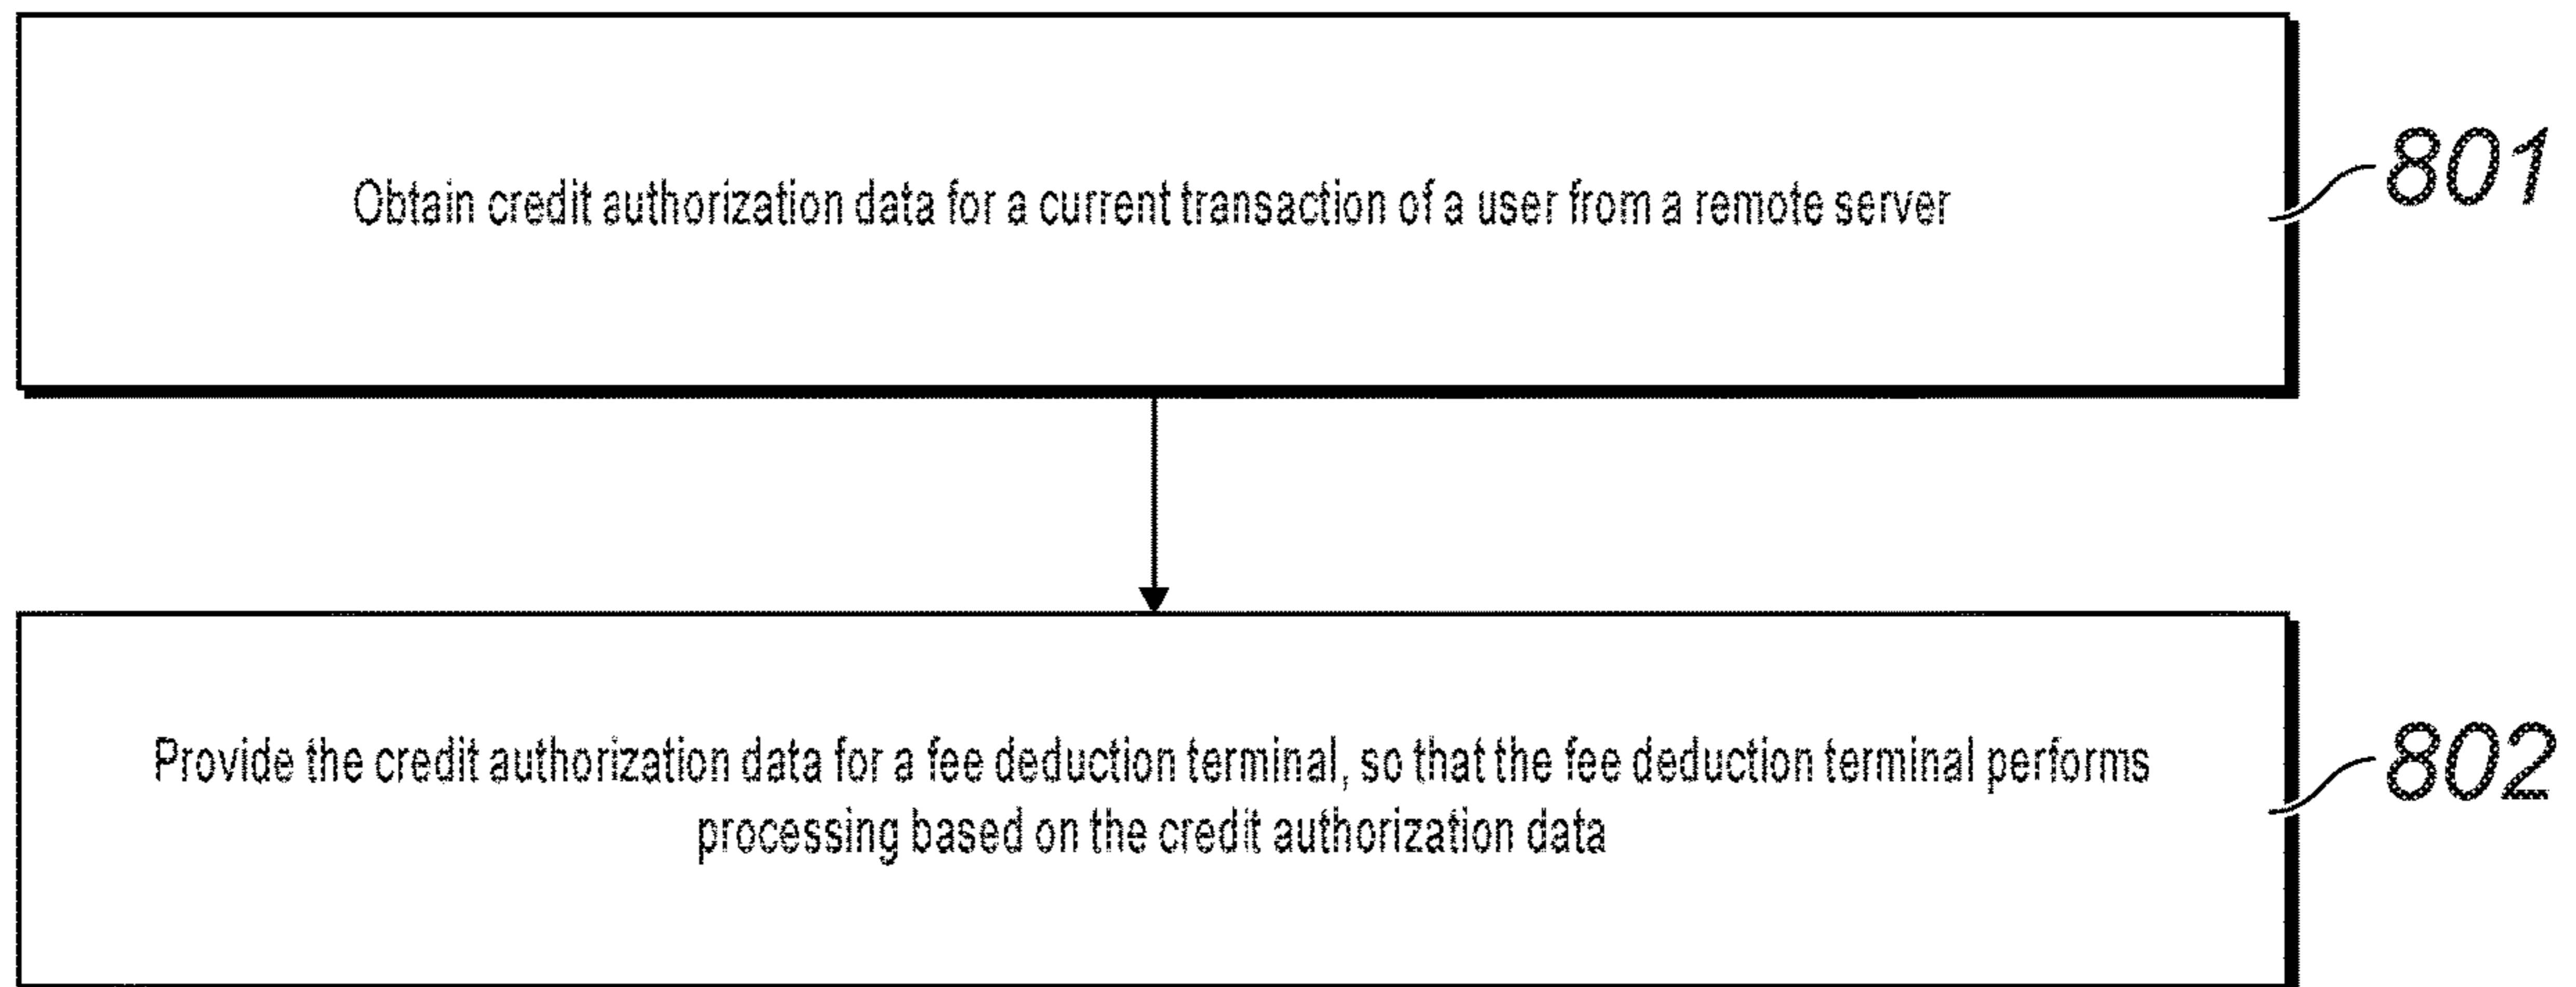 Obtain credit authorization data for a current transaction of a user from a remote server
801
Provide the credit authorization data for a fee deduction terminal, so that the fee deduction terminal performs
processing based on the credit authorization data
802